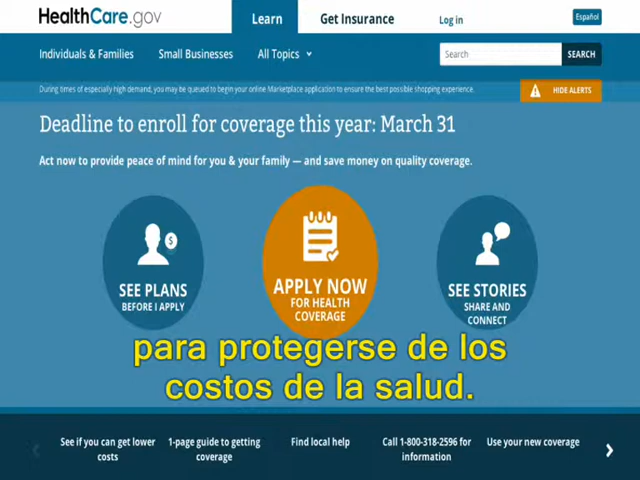 HealthCare.gov
Learn
Get Insurance
Log in
Español
Individuals & Families
Small Businesses
All Topics
Search
SEARCH
During times of especially high demand, you may be queued to begin your online Marketplace application to ensure the best possible shopping experience.
HIDE ALERTS
Deadline to enroll for coverage this year: March 31
Act now to provide peace of mind for you & your family — and save money on quality coverage.
SEE PLANS
BEFORE I APPLY
APPLY NOW
FOR HEALTH
COVERAGE
SEE STORIES
SHARE AND
CONNECT
para protegerse de los
costos de la salud.
See if you can get lower
costs
1-page guide to getting
coverage
Find local help
Call 1-800-318-2596 for
information
Use your new coverage